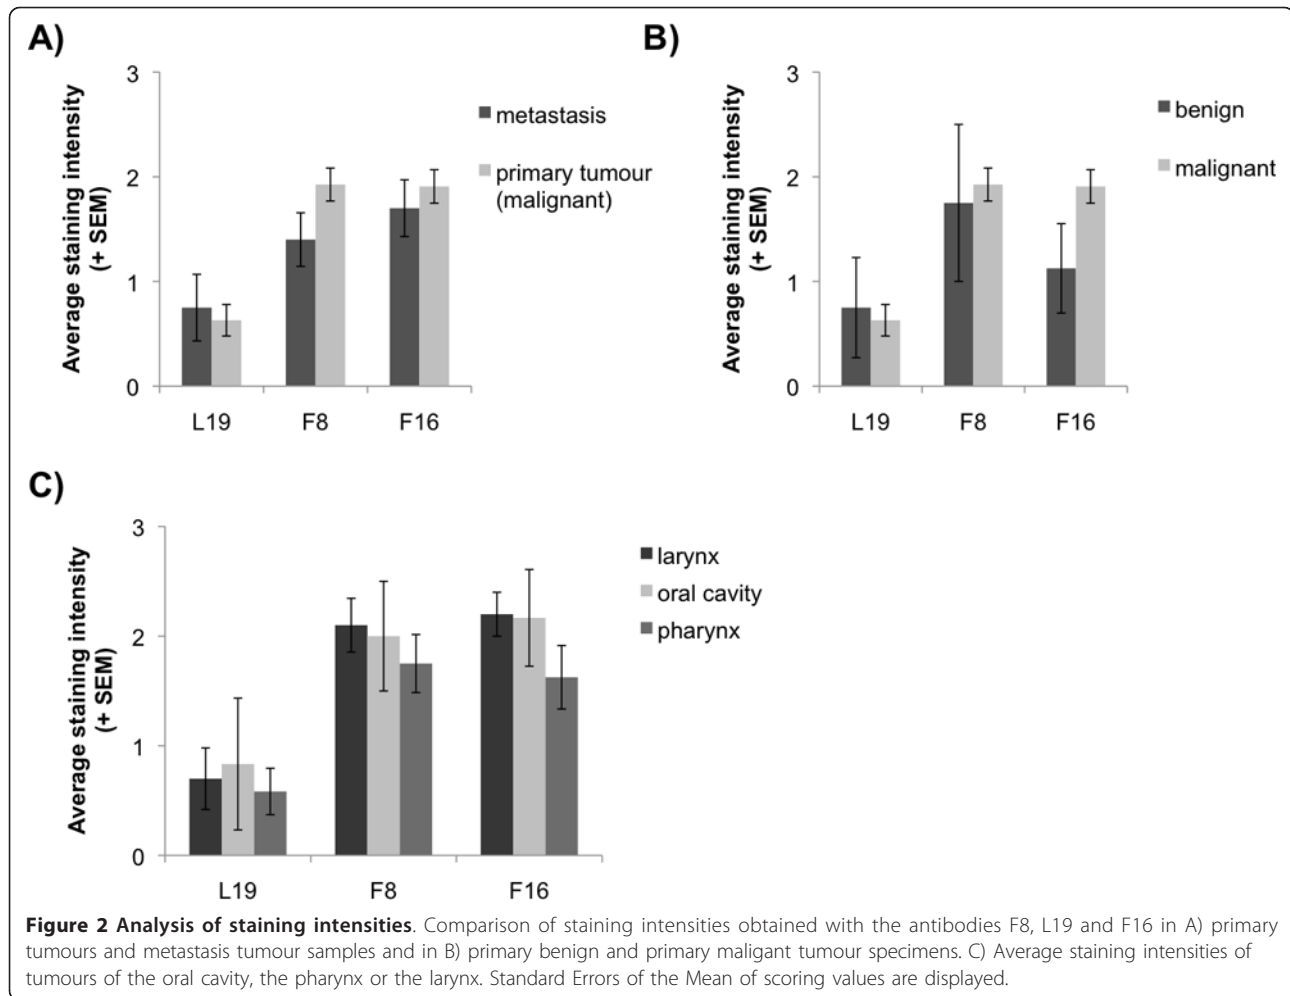 A)
Average staining intensity
(+ SEM)
3
2
1
0
L19 F8 F16
metastasis
primary tumour
(malignant)
B)
Average staining intensity
(+ SEM)
3
2
1
0
L19 F8 F16
benign
malignant
C)
Average staining intensity
(+ SEM)
3
2
1
0
L19 F8 F16
larynx
oral cavity
pharynx
Figure 2 Analysis of staining intensities. Comparison of staining intensities obtained with the antibodies F8, L19 and F16 in A) primary
tumours and metastasis tumour samples and in B) primary benign and primary maligant tumour specimens. C) Average staining intensities of
tumours of the oral cavity, the pharynx or the larynx. Standard Errors of the Mean of scoring values are displayed.